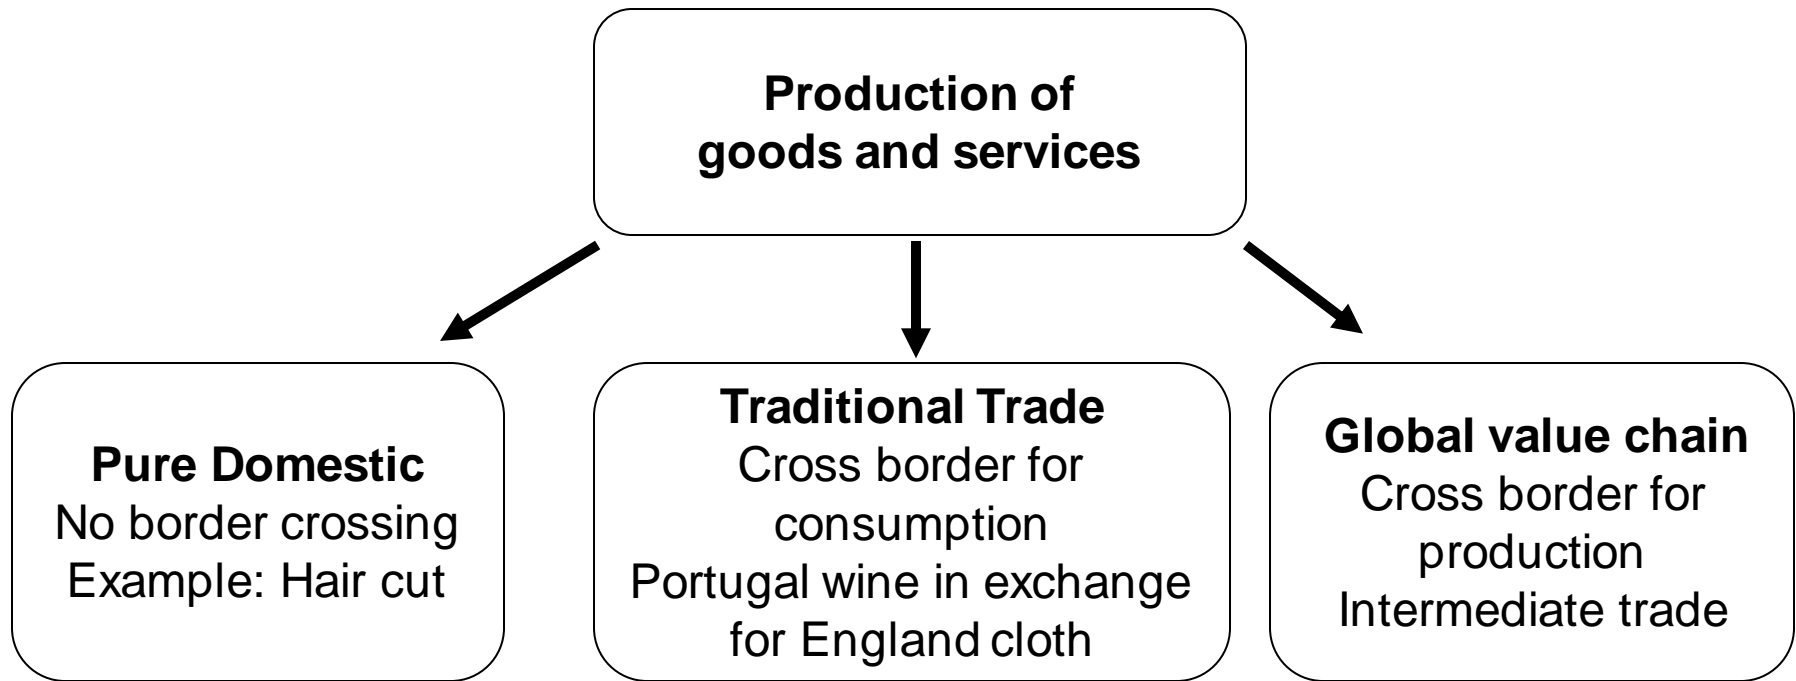 Production of
goods and services
Pure Domestic
No border crossing
Example: Hair cut
Traditional Trade
Cross border for
consumption
Portugal wine in exchange
for England cloth
Global value chain
Cross border for
production
Intermediate trade